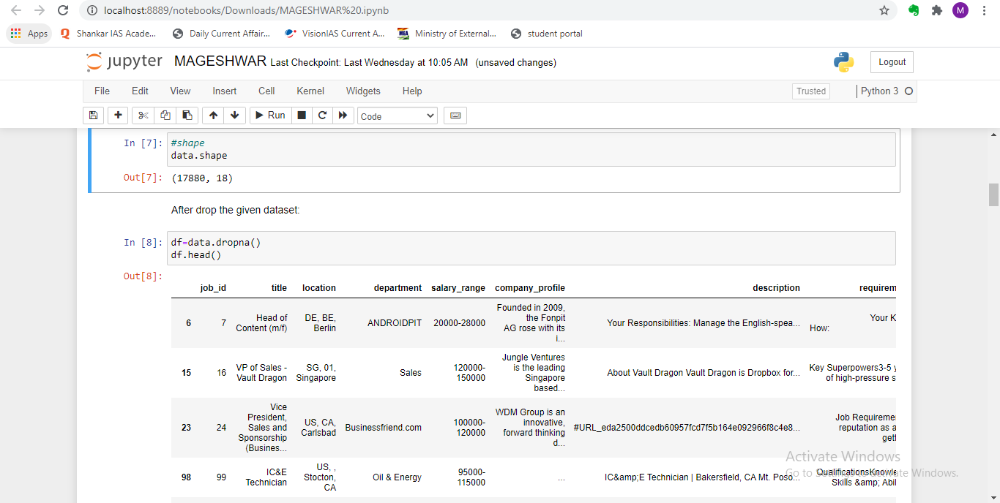 localhost:8889/notebooks/Downloads/MAGESHWAR%20.ipynb
M
Apps
Shankar IAS Acade...
Daily Current Affair...
VisionIAS Current A...
MEA
Ministry of External...
student portal
jupyter
MAGESHWAR Last Checkpoint: Last Wednesday at 10:05 AM (unsaved changes)
Logout
File Edit View Insert Cell Kernel Widgets Help
Trusted
Python 3
Run
Code
In [7]: #shape
data.shape
Out[7]: (17880, 18)
After drop the given dataset:
In [8]: df=data.dropna()
df.head()
Out[8]:
job_id title location department salary_range company_profile description requirem
6 7 Head of Content (m/f) DE, BE, Berlin ANDROIDPIT 20000-28000 Founded in 2009, the Fonpit AG rose with its i... Your Responsibilities: Manage the English-spea... Your K How:
15 16 VP of Sales - Vault Dragon SG, 01, Singapore Sales 120000-150000 Jungle Ventures is the leading Singapore based... About Vault Dragon Vault Dragon is Dropbox for... Key Superpowers3-5 y of high-pressure s
23 24 Vice President, Sales and Sponsorship (Busines... US, CA, Carlsbad Businessfriend.com 100000-120000 WDM Group is an innovative, forward thinking d... #URL_eda2500ddcedb60957fcd7f5b164e092966f8c4e8... Job Requiremei reputation as a gett
98 99 IC&E Technician US, , Stocton, CA Oil & Energy 95000-115000 ... IC&amp;E Technician | Bakersfield, CA Mt. Poso... QualificationsKnowle Skills &amp; Abil
Activate Windows
Go to Settings to activate Windows.